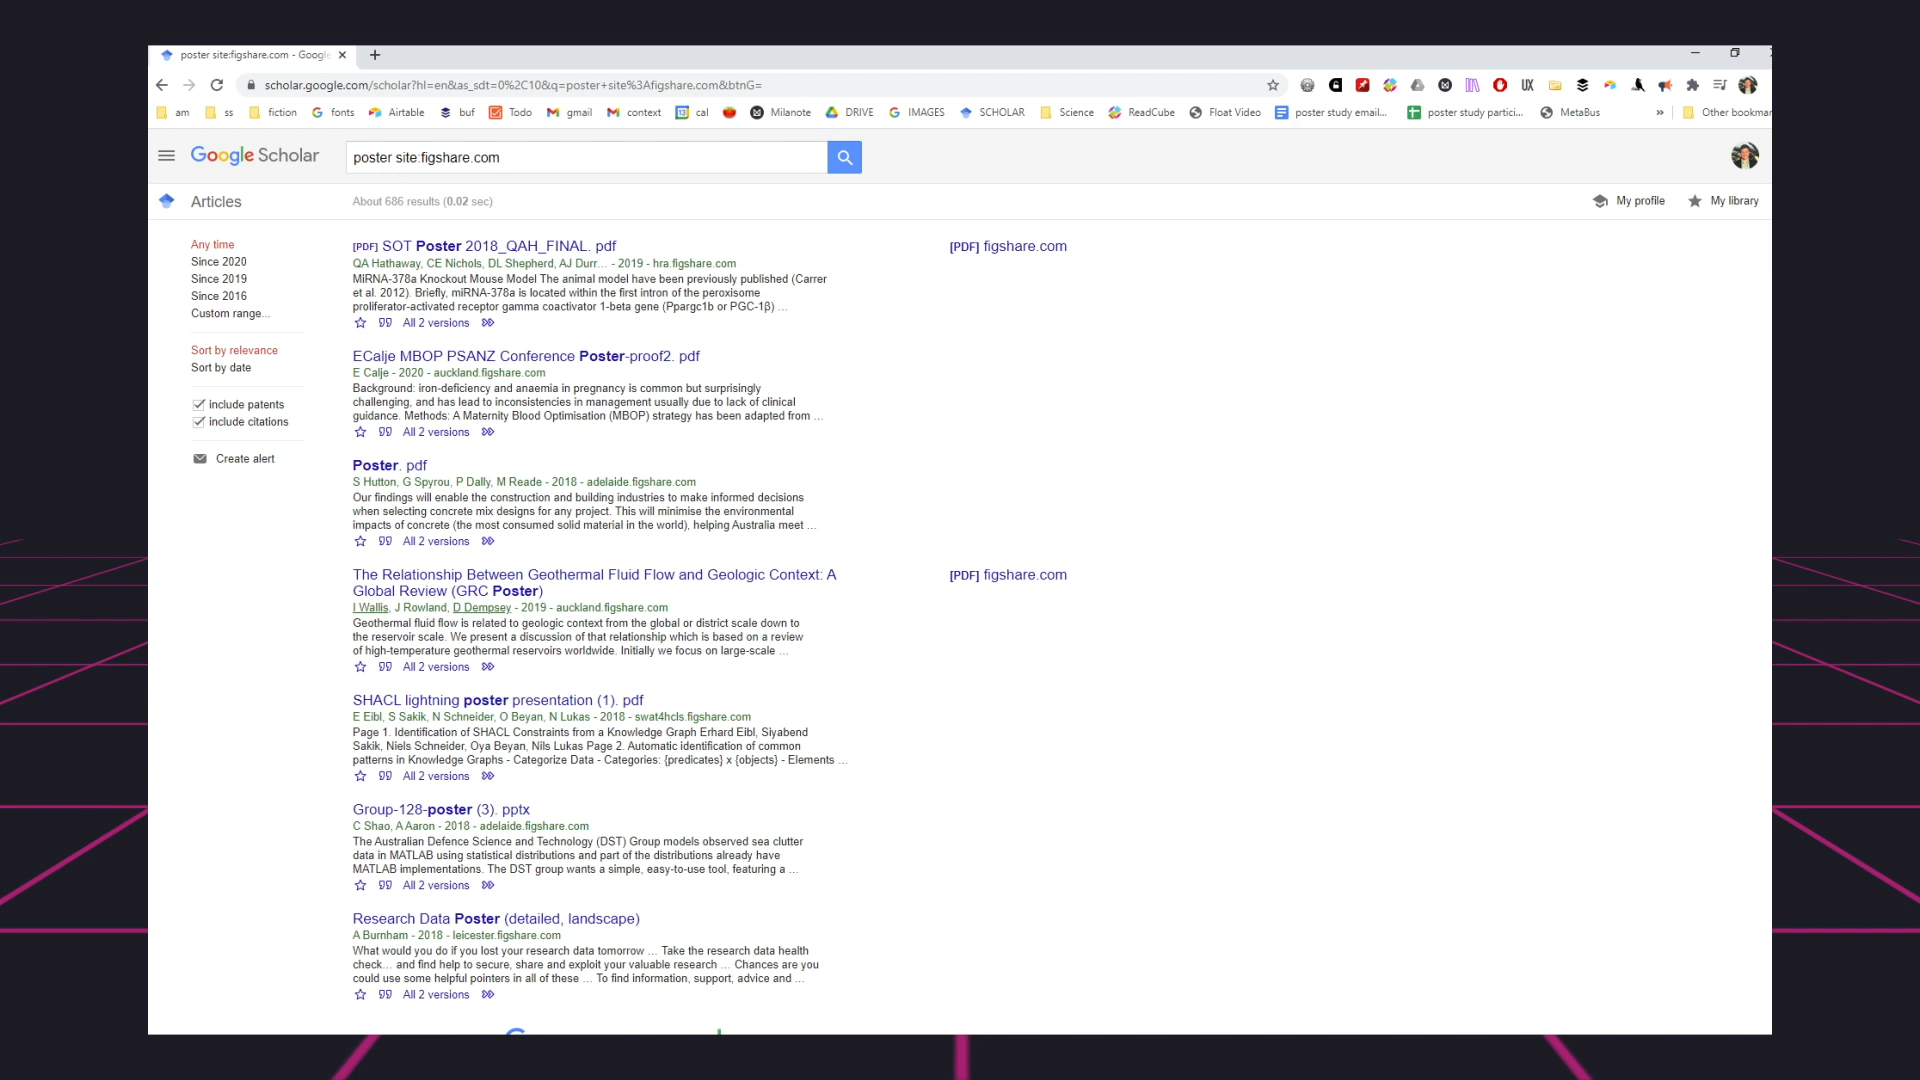 poster site:figshare.com - Google
scholar.google.com/scholar?hl=en&as_sdt=0%2C10&q=poster+site%3Afigshare.com&btnG=
UX
am ss fiction fonts Airtable buf Todo gmail context cal Milanote DRIVE IMAGES SCHOLAR Science ReadCube Float Video poster study email... poster study partici... MetaBus » Other bookmar
Google Scholar
poster site:figshare.com
Articles
About 686 results (0.02 sec)
My profile
My library
Any time
Since 2020
Since 2019
Since 2016
Custom range...
Sort by relevance
Sort by date
include patents
include citations
Create alert
[PDF] SOT Poster 2018_QAH_FINAL. pdf
[PDF] figshare.com
QA Hathaway, CE Nichols, DL Shepherd, AJ Durr… - 2019 - hra.figshare.com
MiRNA-378a Knockout Mouse Model The animal model have been previously published (Carrer
et al. 2012). Briefly, miRNA-378a is located within the first intron of the peroxisome
proliferator-activated receptor gamma coactivator 1-beta gene (Ppargc1b or PGC-1β) …
All 2 versions
ECalje MBOP PSANZ Conference Poster-proof2. pdf
E Calje - 2020 - auckland.figshare.com
Background: iron-deficiency and anaemia in pregnancy is common but surprisingly
challenging, and has lead to inconsistencies in management usually due to lack of clinical
guidance. Methods: A Maternity Blood Optimisation (MBOP) strategy has been adapted from …
All 2 versions
Poster. pdf
S Hutton, G Spyrou, P Dally, M Reade - 2018 - adelaide.figshare.com
Our findings will enable the construction and building industries to make informed decisions
when selecting concrete mix designs for any project. This will minimise the environmental
impacts of concrete (the most consumed solid material in the world), helping Australia meet …
All 2 versions
The Relationship Between Geothermal Fluid Flow and Geologic Context: A
Global Review (GRC Poster)
[PDF] figshare.com
I Wallis, J Rowland, D Dempsey - 2019 - auckland.figshare.com
Geothermal fluid flow is related to geologic context from the global or district scale down to
the reservoir scale. We present a discussion of that relationship which is based on a review
of high-temperature geothermal reservoirs worldwide. Initially we focus on large-scale …
All 2 versions
SHACL lightning poster presentation (1). pdf
E Eibl, S Sakik, N Schneider, O Beyan, N Lukas - 2018 - swat4hcls.figshare.com
Page 1. Identification of SHACL Constraints from a Knowledge Graph Erhard Eibl, Siyabend
Sakik, Niels Schneider, Oya Beyan, Nils Lukas Page 2. Automatic identification of common
patterns in Knowledge Graphs - Categorize Data - Categories: {predicates} x {objects} - Elements …
All 2 versions
Group-128-poster (3). pptx
C Shao, A Aaron - 2018 - adelaide.figshare.com
The Australian Defence Science and Technology (DST) Group models observed sea clutter
data in MATLAB using statistical distributions and part of the distributions already have
MATLAB implementations. The DST group wants a simple, easy-to-use tool, featuring a …
All 2 versions
Research Data Poster (detailed, landscape)
A Burnham - 2018 - leicester.figshare.com
What would you do if you lost your research data tomorrow … Take the research data health
check… and find help to secure, share and exploit your valuable research … Chances are you
could use some helpful pointers in all of these … To find information, support, advice and …
All 2 versions